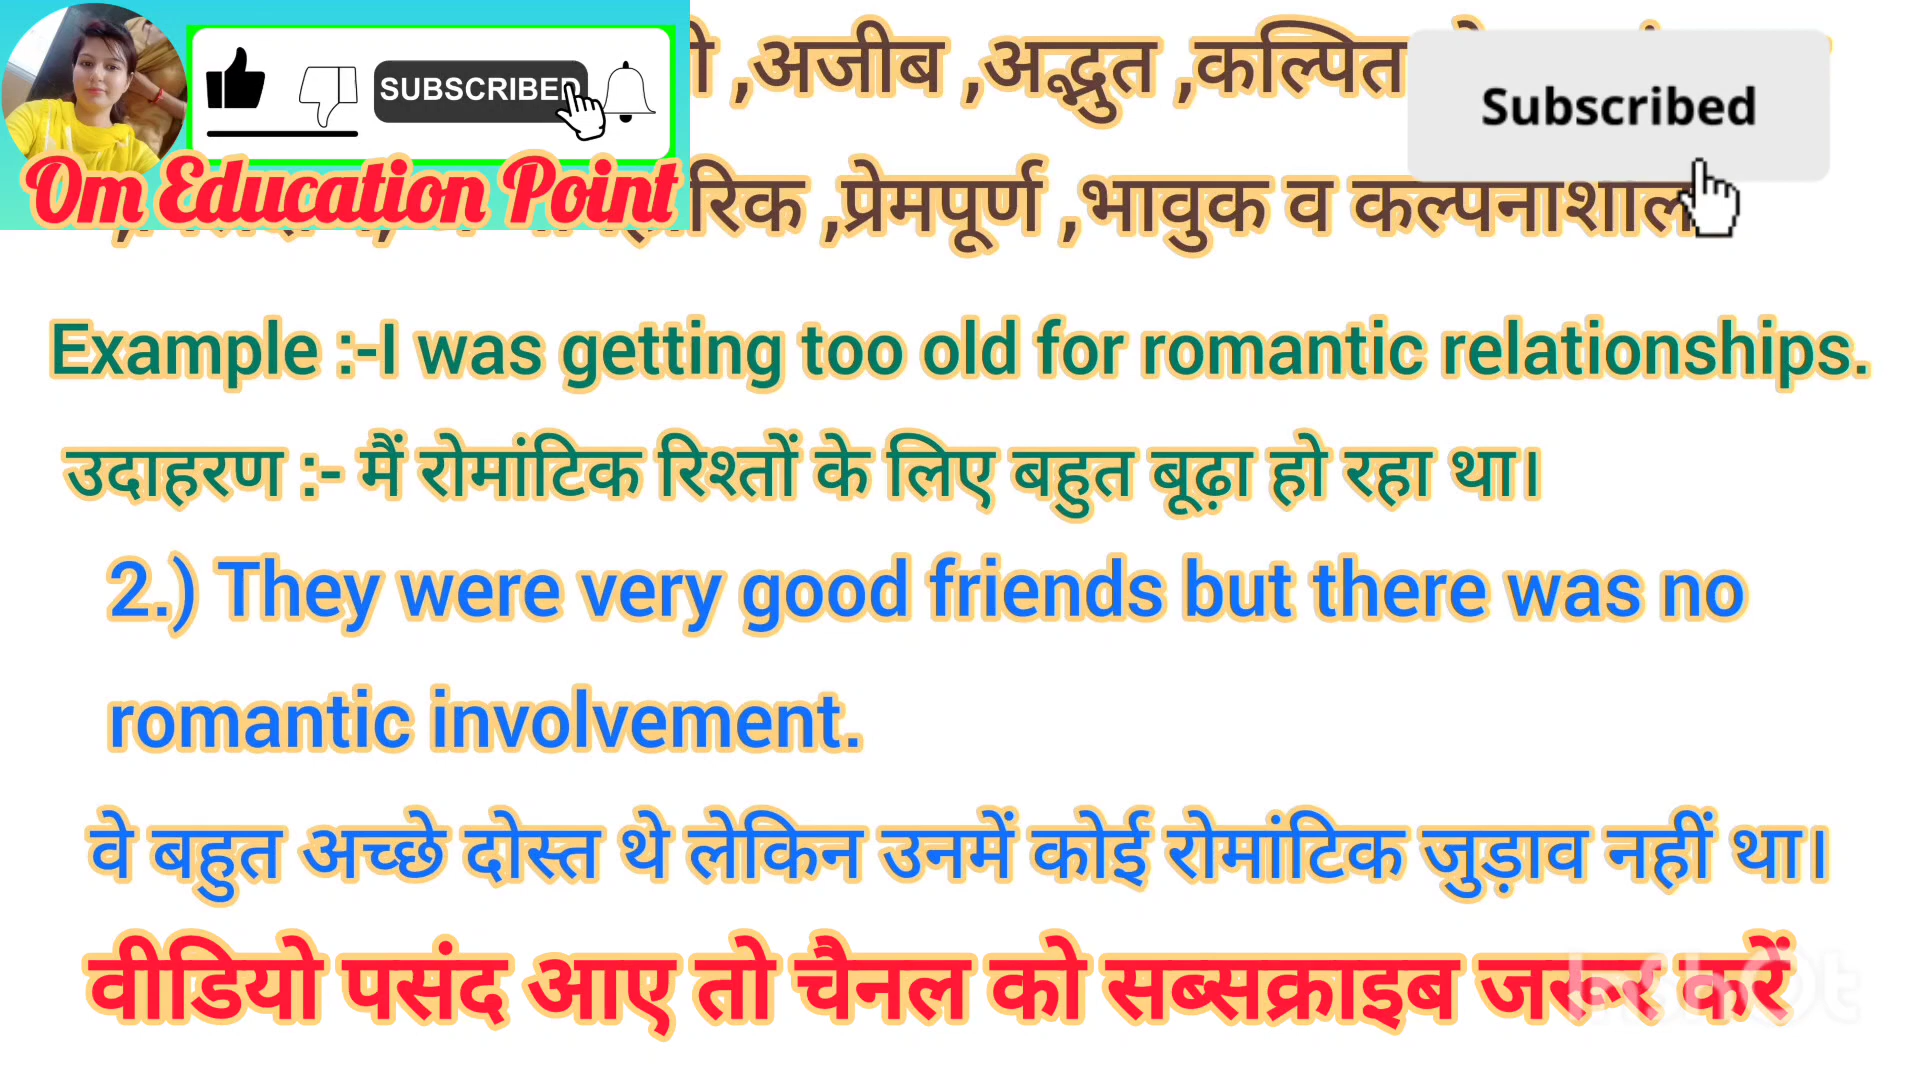 SUBSCRIBED
Om Education Point
,अजीब ,अद्भुत ,कल्पित
Subscribed
,प्रेमपूर्ण ,भावुक व कल्पनाशील
Example :-I was getting too old for romantic relationships.
उदाहरण :- मैं रोमांटिक रिश्तों के लिए बहुत बूढ़ा हो रहा था।
2.) They were very good friends but there was no
romantic involvement.
वे बहुत अच्छे दोस्त थे लेकिन उनमें कोई रोमांटिक जुड़ाव नहीं था।
वीडियो पसंद आए तो चैनल को सब्सक्राइब जरूर करें
InShot